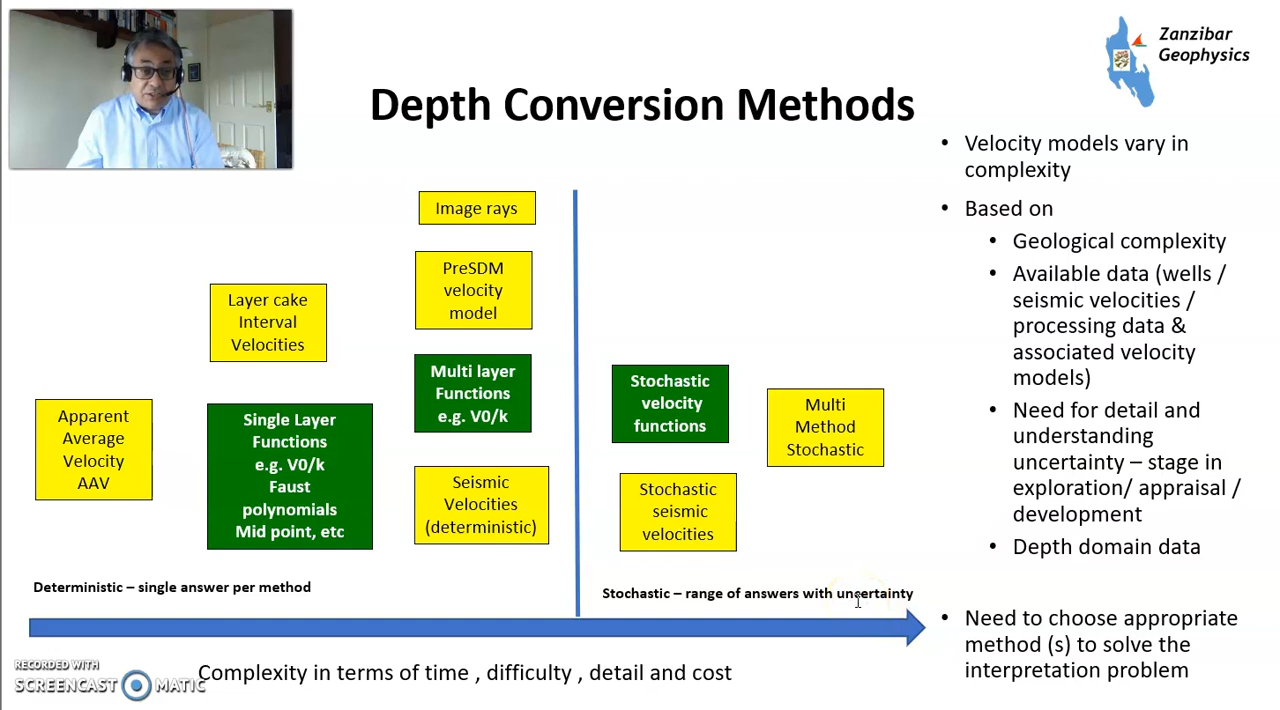 Zanzibar
Geophysics
Depth Conversion Methods
Image rays
PreSDM
velocity
model
Layer cake
Interval
Velocities
Multi layer
Functions
e.g. V0/k
Apparent
Average
Velocity
AAV
Single Layer
Functions
e.g. V0/k
Faust
polynomials
Mid point, etc
Seismic
Velocities
(deterministic)
Stochastic
velocity
functions
Multi
Method
Stochastic
Stochastic
seismic
velocities
Deterministic – single answer per method
Stochastic – range of answers with uncertainty
Complexity in terms of time , difficulty , detail and cost
• Velocity models vary in
complexity
• Based on
• Geological complexity
• Available data (wells /
seismic velocities /
processing data &
associated velocity
models)
• Need for detail and
understanding
uncertainty – stage in
exploration/ appraisal /
development
• Depth domain data
• Need to choose appropriate
method (s) to solve the
interpretation problem
RECORDED WITH
SCREENCAST MATIC